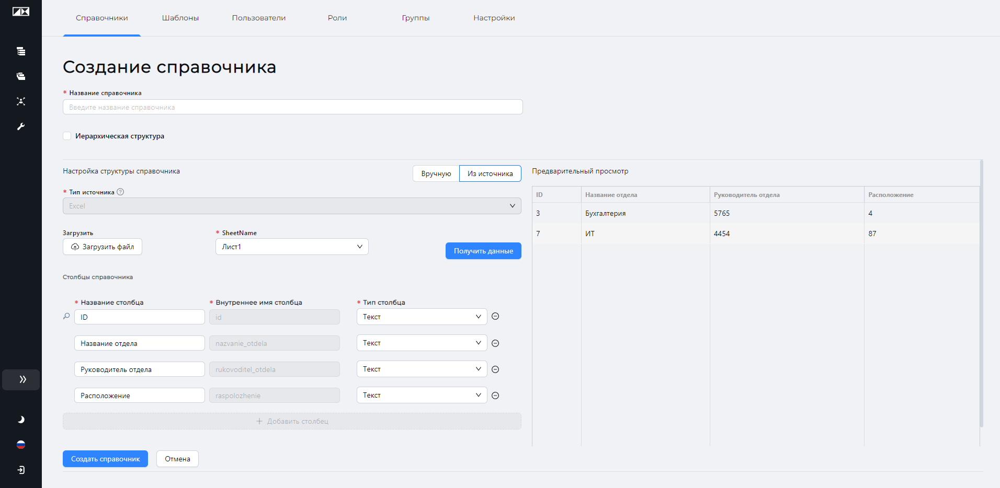 Справочники Шаблоны Пользователи Роли Группы Настройки
Создание справочника
* Название справочника
Введите название справочника
Иерархическая структура
Настройка структуры справочника Вручную Из источника
* Тип источника ?
Excel
Загрузить * SheetName
Загрузить файл Лист1 Получить данные
Столбцы справочника
* Название столбца * Внутреннее имя столбца * Тип столбца
ID id Текст
Название отдела nazvanie_otdela Текст
Руководитель отдела rukovoditel_otdela Текст
Расположение raspolozhenie Текст
+ Добавить столбец
Создать справочник Отмена
Предварительный просмотр
ID Название отдела Руководитель отдела Расположение
3 Бухгалтерия 5765 4
7 ИТ 4454 87